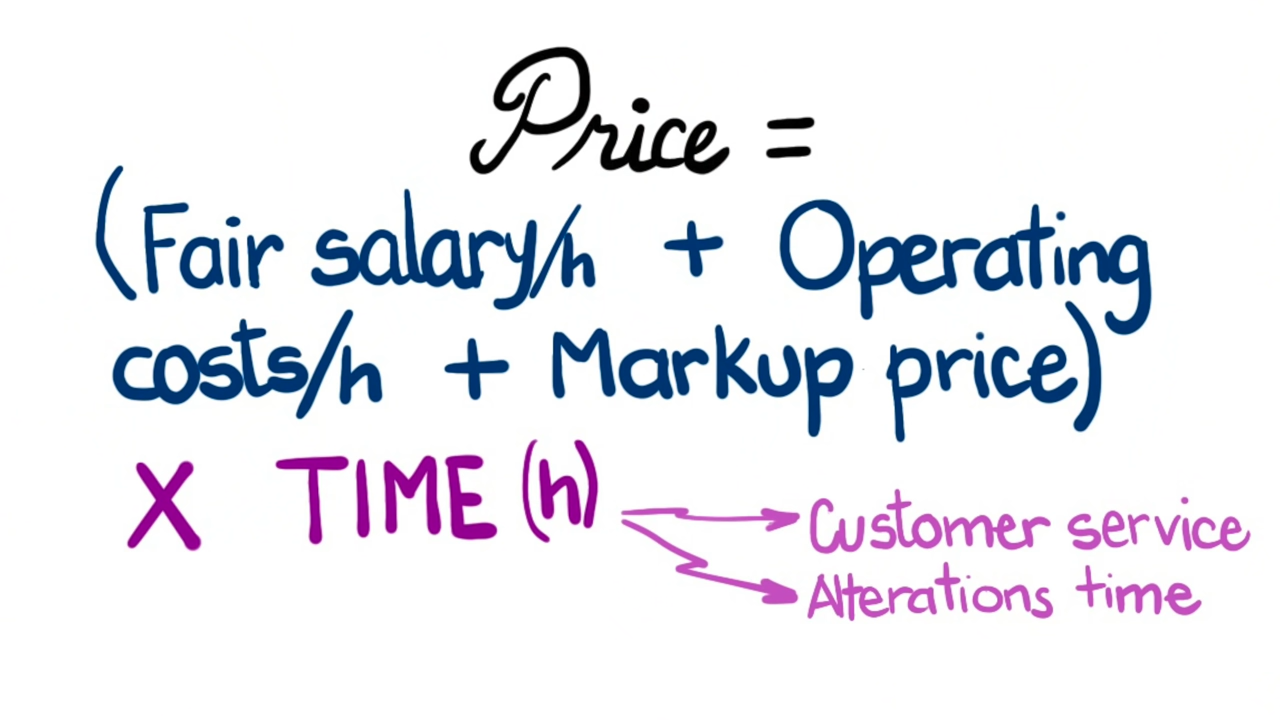 Price =
(Fair salary/h + Operating
costs/h + Markup price)
X TIME (h)
Customer service
Alterations time